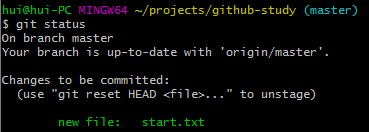 hui@hui-PC MINGW64 ~/projects/github-study (master)
$ git status
On branch master
Your branch is up-to-date with 'origin/master'.
Changes to be committed:
  (use "git reset HEAD <file>..." to unstage)
        new file:   start.txt